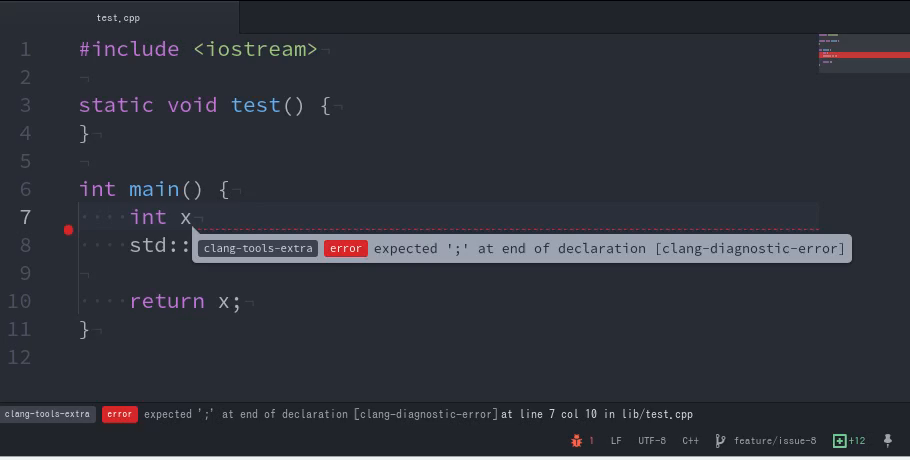 test.cpp
1 #include <iostream>¬
2 ¬
3 static void test() {¬
4 }¬
5 ¬
6 int main() {¬
7 ····int x¬
8 ····std::
clang-tools-extra error expected ';' at end of declaration [clang-diagnostic-error]
9 ¬
10 ····return x;¬
11 }¬
12
clang-tools-extra error expected ';' at end of declaration [clang-diagnostic-error] at line 7 col 10 in lib/test.cpp
1 LF UTF-8 C++ feature/issue-8 +12